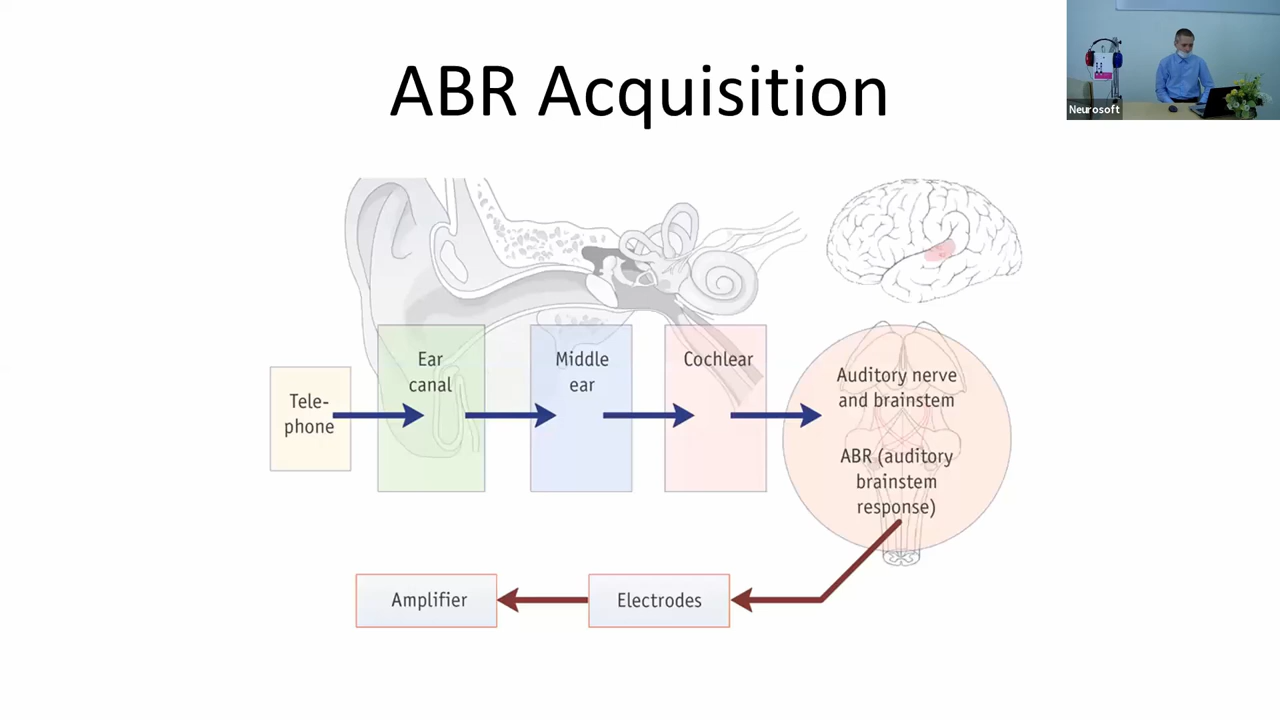 ABR Acquisition
Neurosoft
Tele-
phone
Ear
canal
Middle
ear
Cochlear
Auditory nerve
and brainstem
ABR (auditory
brainstem
response)
Amplifier
Electrodes